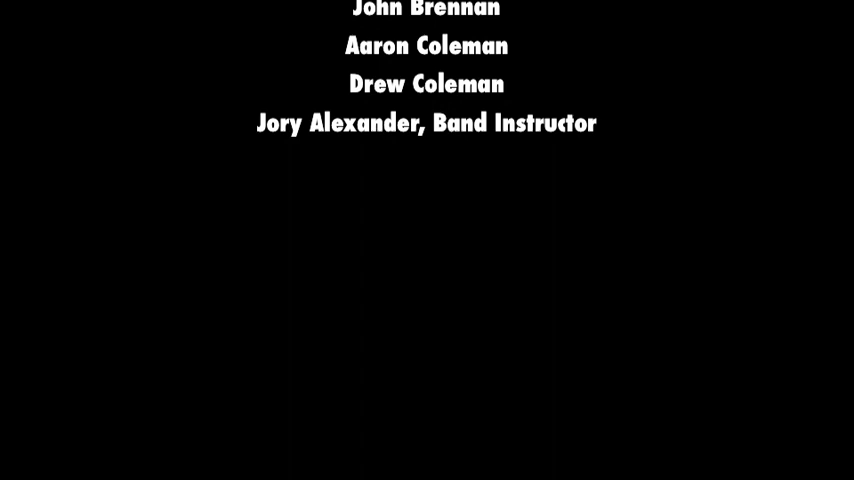 John Brennan
Aaron Coleman
Drew Coleman
Jory Alexander, Band Instructor